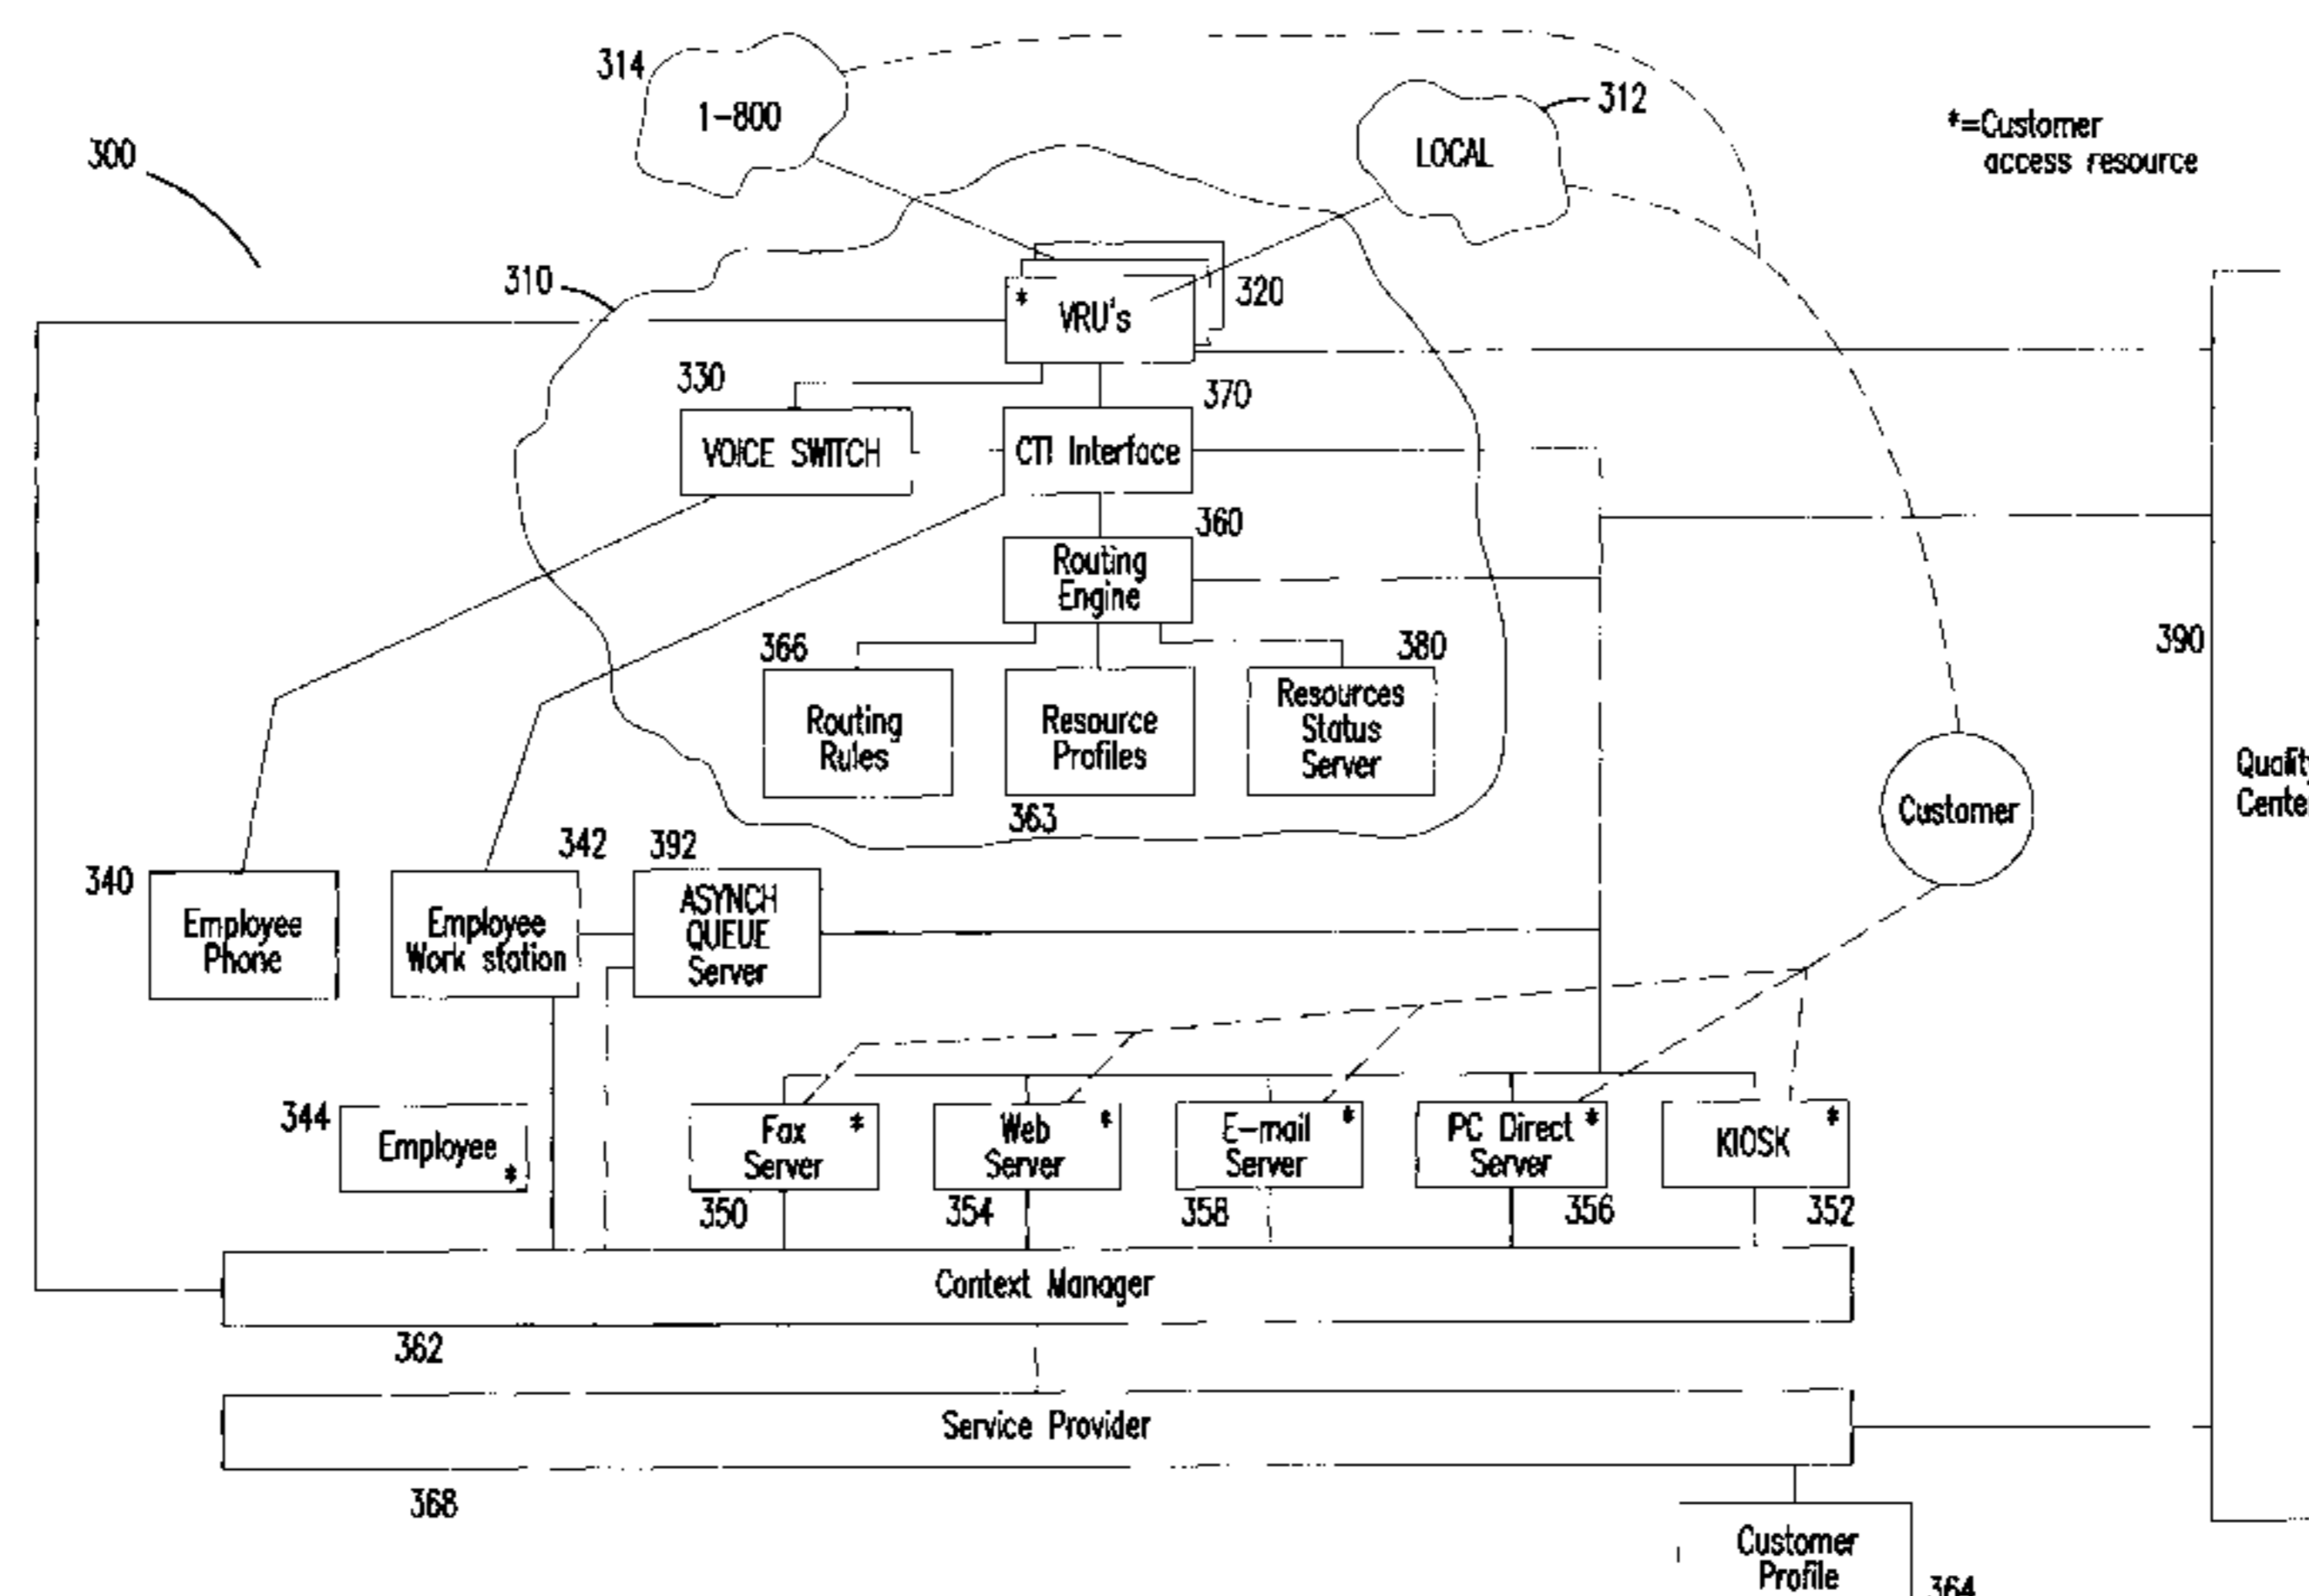 314
1-800
312
LOCAL
*=Customer
access resource
300
310
* VRU's
320
330
370
VOICE SWITCH
CTI Interface
360
Routing
Engine
366
380
390
Routing
Rules
Resource
Profiles
Resources
Status
Server
363
Customer
Quality
Cente
340
342
392
Employee
Phone
Employee
Work station
ASYNCH
QUEUE
Server
344
Employee
*
Fax *
Server
Web *
Server
E-mail *
Server
PC Direct *
Server
KIOSK *
350
354
358
356
352
Context Manager
362
Service Provider
368
Customer
Profile
364